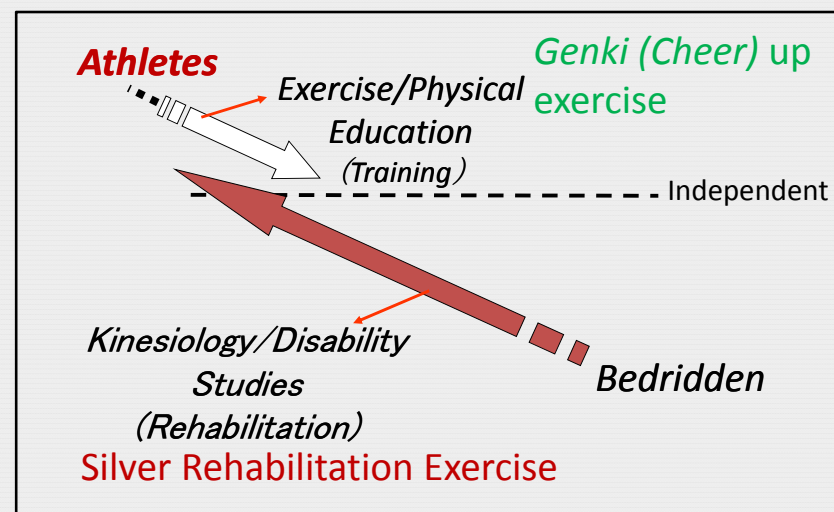 Athletes
Genki (Cheer) up
exercise
Exercise/Physical
Education
(Training)
Independent
Kinesiology/Disability
Studies
(Rehabilitation)
Bedridden
Silver Rehabilitation Exercise